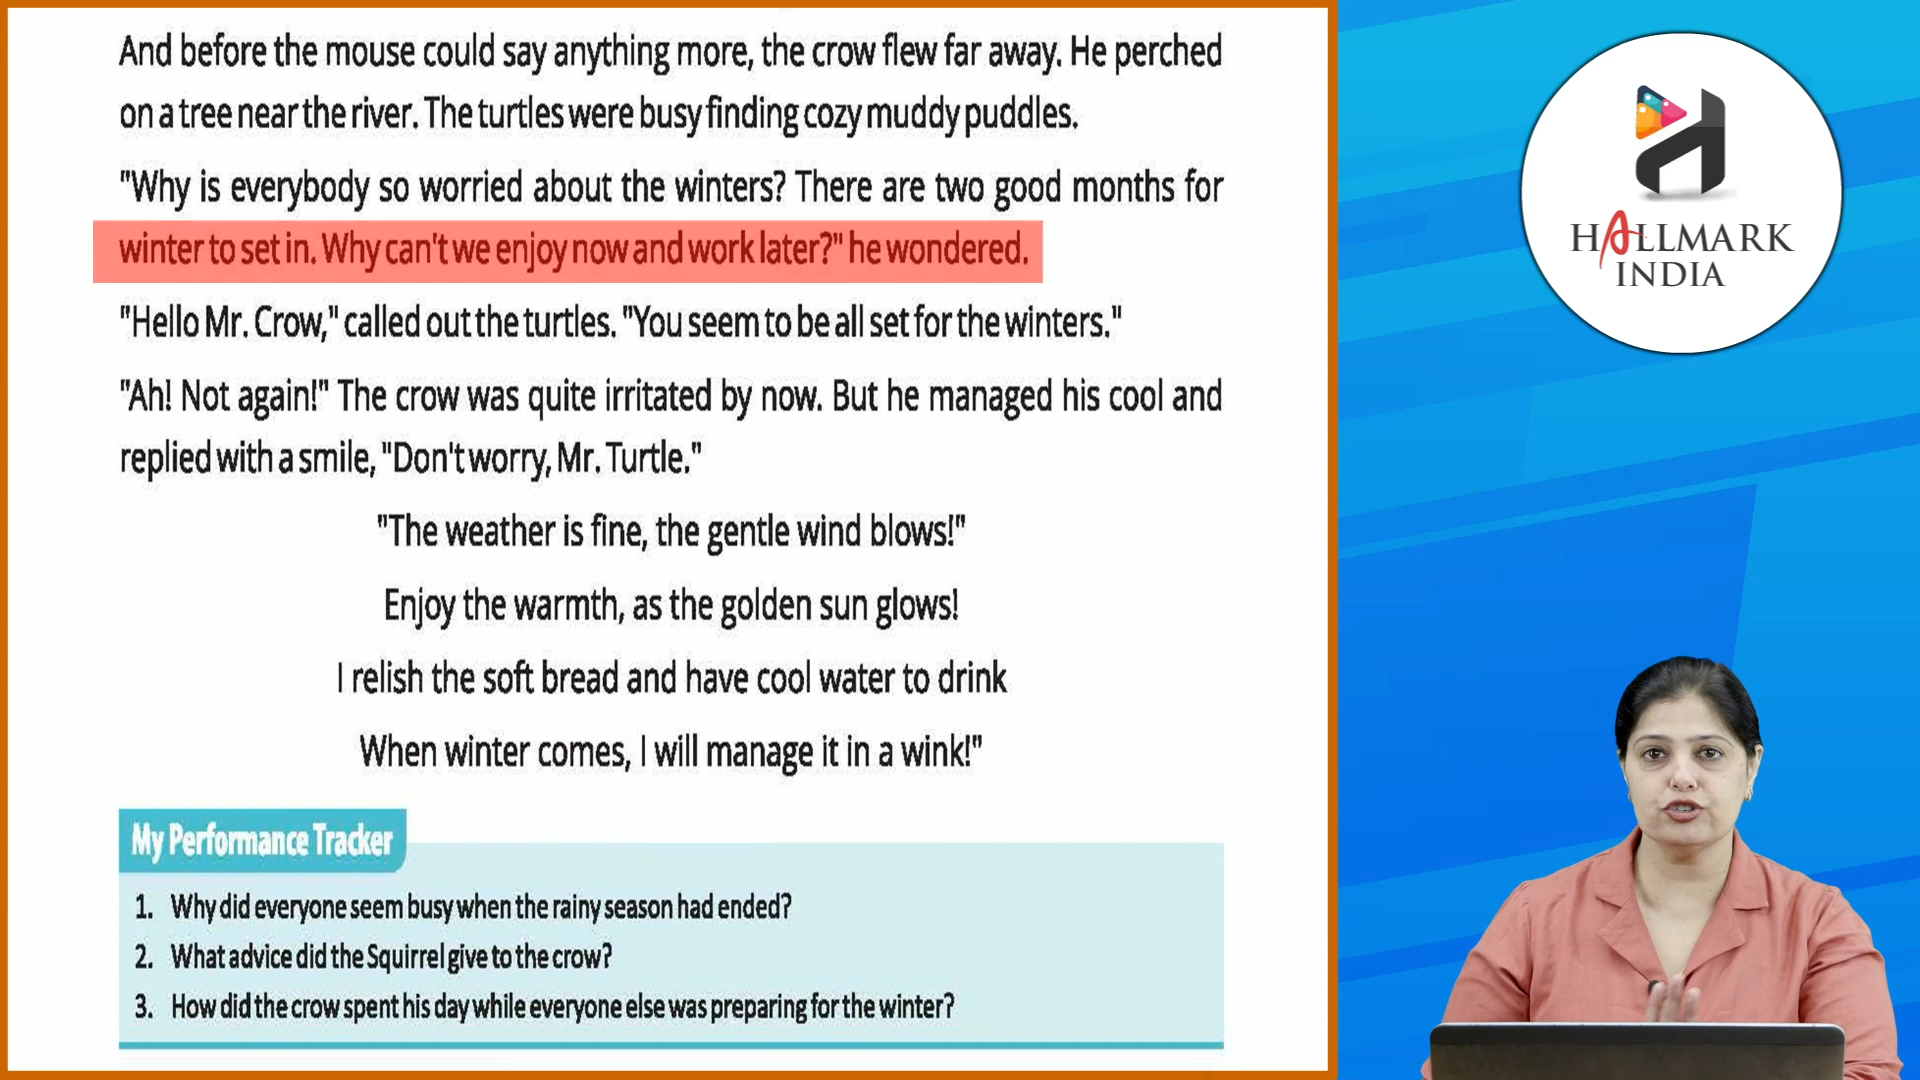 And before the mouse could say anything more, the crow flew far away. He perched
on a tree near the river. The turtles were busy finding cozy muddy puddles.
"Why is everybody so worried about the winters? There are two good months for
winter to set in. Why can't we enjoy now and work later?" he wondered.
"Hello Mr. Crow," called out the turtles. "You seem to be all set for the winters."
"Ah! Not again!" The crow was quite irritated by now. But he managed his cool and
replied with a smile, "Don't worry, Mr. Turtle."
"The weather is fine, the gentle wind blows!"
Enjoy the warmth, as the golden sun glows!
I relish the soft bread and have cool water to drink
When winter comes, I will manage it in a wink!"
My Performance Tracker
1. Why did everyone seem busy when the rainy season had ended?
2. What advice did the Squirrel give to the crow?
3. How did the crow spent his day while everyone else was preparing for the winter?
HALLMARK
INDIA